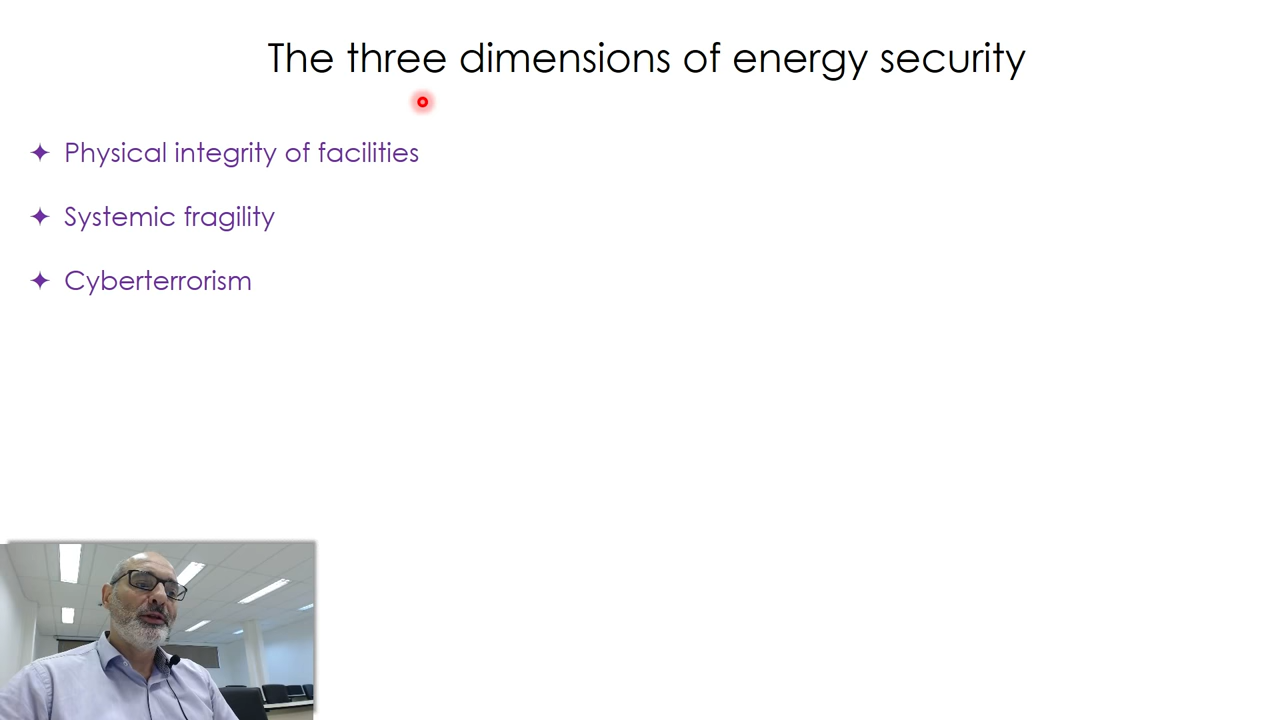 The three dimensions of energy security
Physical integrity of facilities
Systemic fragility
Cyberterrorism